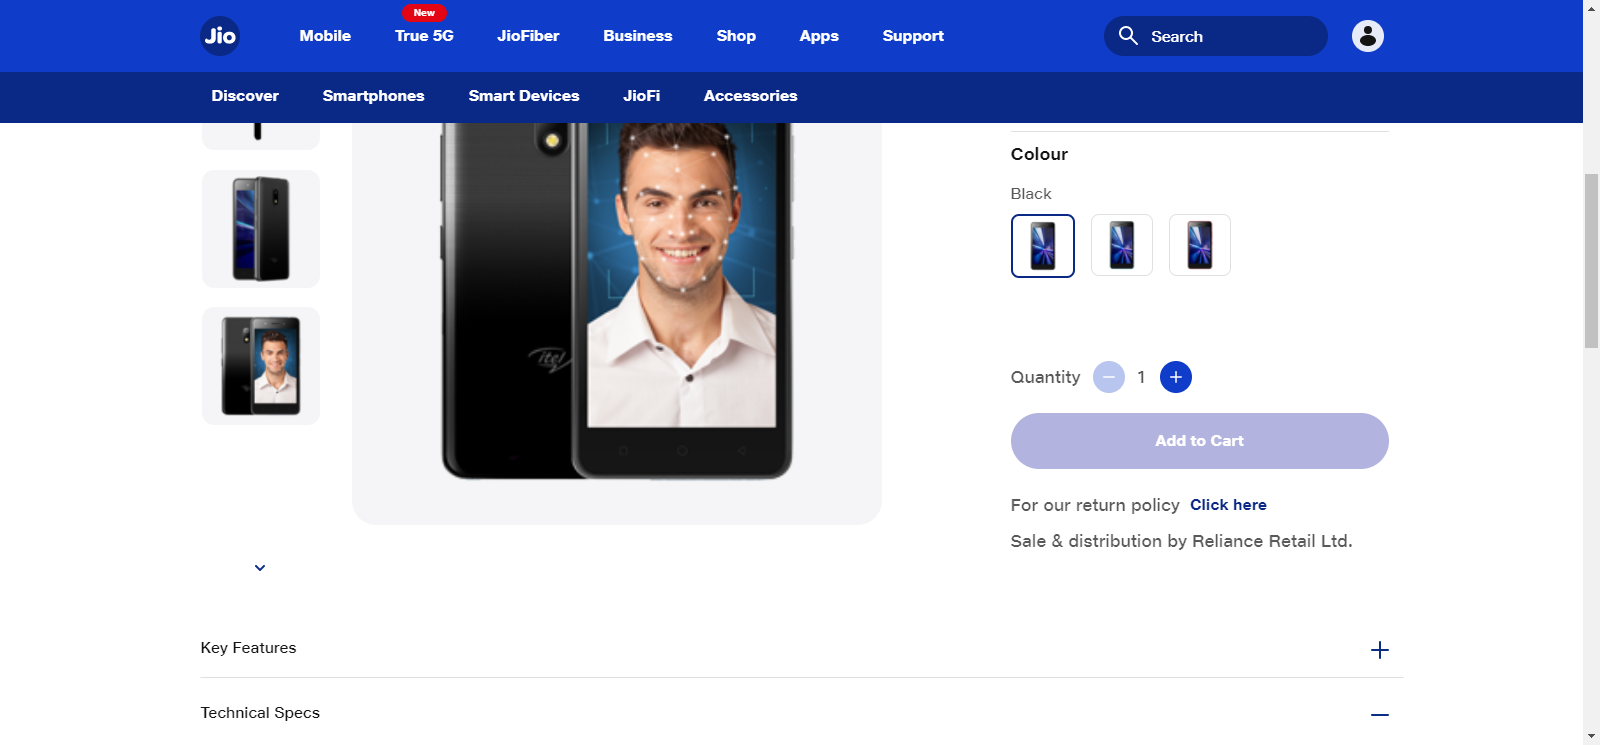 New
Jio
Mobile
True 5G
JioFiber
Business
Shop
Apps
Support
Search
Discover
Smartphones
Smart Devices
JioFi
Accessories
itel
Colour
Black
Quantity
1
Add to Cart
For our return policy Click here
Sale & distribution by Reliance Retail Ltd.
Key Features
Technical Specs